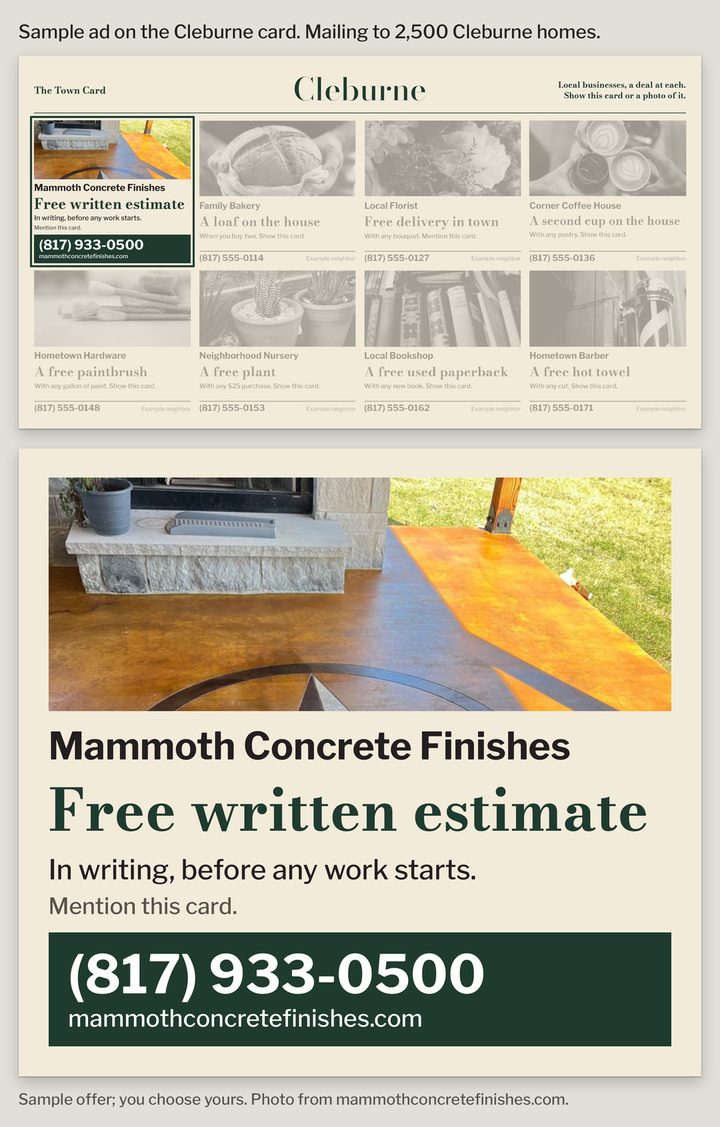 Sample ad on the Cleburne card. Mailing to 2,500 Cleburne homes.
The Town Card
Cleburne
Local businesses, a deal at each.
Show this card or a photo of it.
Mammoth Concrete Finishes
Free written estimate
In writing, before any work starts.
Mention this card.
(817) 933-0500
mammothconcretefinishes.com
Family Bakery
A loaf on the house
When you buy two. Show this card.
(817) 555-0114
Example neighbor
Local Florist
Free delivery in town
With any bouquet. Mention this card.
(817) 555-0127
Example neighbor
Corner Coffee House
A second cup on the house
With any pastry. Show this card.
(817) 555-0136
Example neighbor
Hometown Hardware
A free paintbrush
With any gallon of paint. Show this card.
(817) 555-0148
Example neighbor
Neighborhood Nursery
A free plant
With any $25 purchase. Show this card.
(817) 555-0153
Example neighbor
Local Bookshop
A free used paperback
With any new book. Show this card.
(817) 555-0162
Example neighbor
Hometown Barber
A free hot towel
With any cut. Show this card.
(817) 555-0171
Example neighbor
Mammoth Concrete Finishes
Free written estimate
In writing, before any work starts.
Mention this card.
(817) 933-0500
mammothconcretefinishes.com
Sample offer; you choose yours. Photo from mammothconcretefinishes.com.